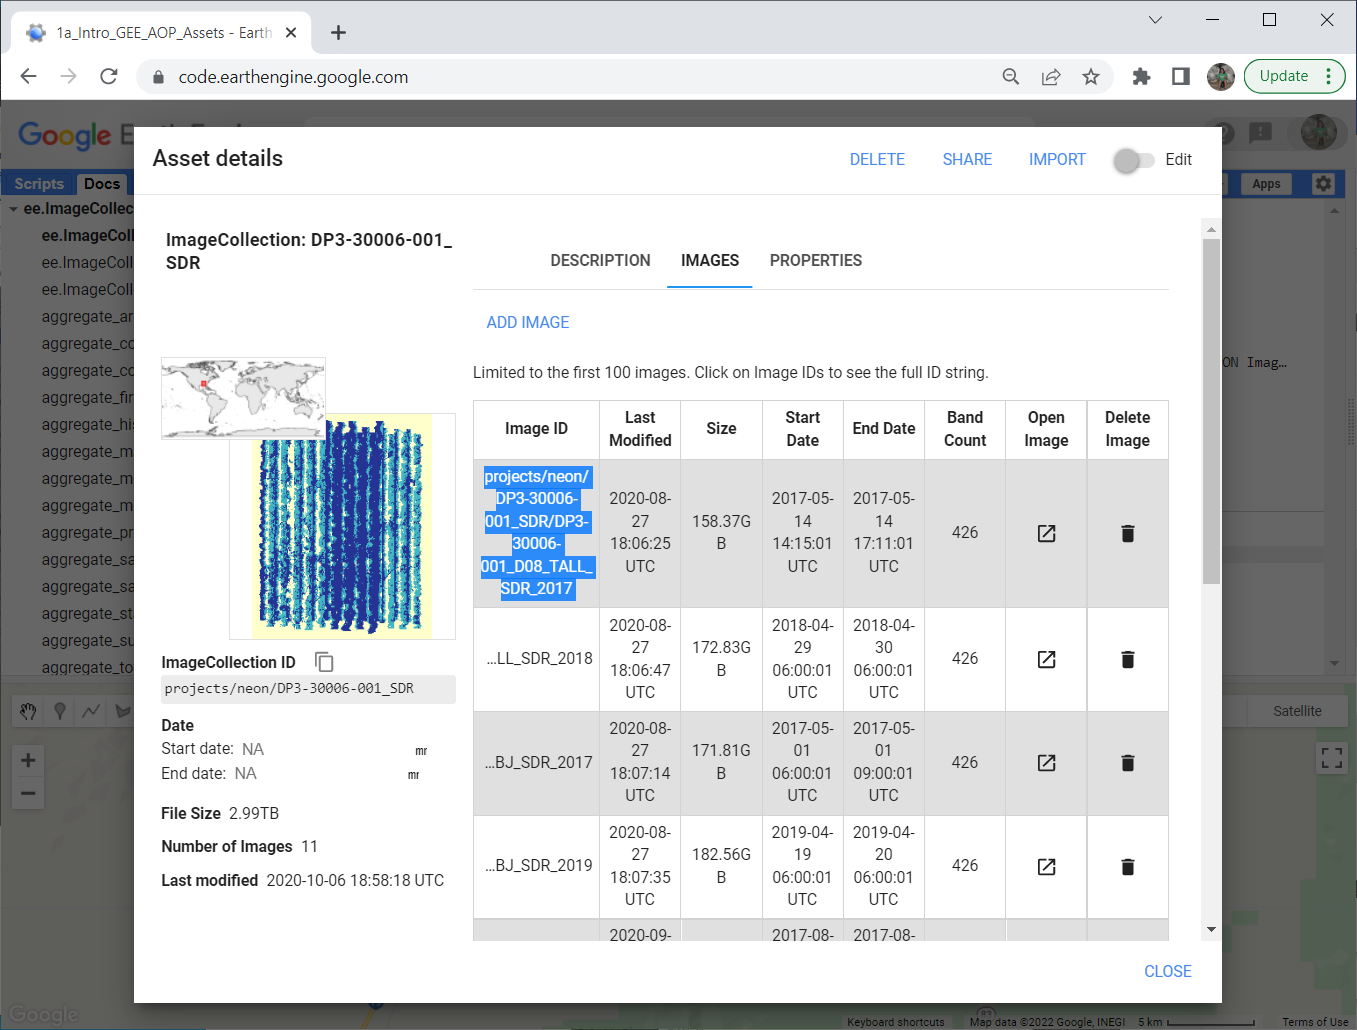 1a_Intro_GEE_AOP_Assets - Earth
code.earthengine.google.com
Update
Google
Asset details
DELETE
SHARE
IMPORT
Edit
Scripts
Docs
Apps
ee.ImageCollec
ee.ImageColl
ee.ImageColl
ee.ImageColl
aggregate_ar
aggregate_co
aggregate_co
aggregate_fir
aggregate_his
aggregate_m
aggregate_m
aggregate_m
aggregate_pr
aggregate_sa
aggregate_sa
aggregate_sta
aggregate_su
aggregate_to
ON Imag…
ImageCollection: DP3-30006-001_
SDR
DESCRIPTION
IMAGES
PROPERTIES
ADD IMAGE
Limited to the first 100 images. Click on Image IDs to see the full ID string.
Image ID
Last
Modified
Size
Start
Date
End Date
Band
Count
Open
Image
Delete
Image
projects/neon/
DP3-30006-
001_SDR/DP3-
30006-
001_D08_TALL_
SDR_2017
2020-08-
27
18:06:25
UTC
158.37G
B
2017-05-
14
14:15:01
UTC
2017-05-
14
17:11:01
UTC
426
...LL_SDR_2018
2020-08-
27
18:06:47
UTC
172.83G
B
2018-04-
29
06:00:01
UTC
2018-04-
30
06:00:01
UTC
426
...BJ_SDR_2017
2020-08-
27
18:07:14
UTC
171.81G
B
2017-05-
01
06:00:01
UTC
2017-05-
01
09:00:01
UTC
426
...BJ_SDR_2019
2020-08-
27
18:07:35
UTC
182.56G
B
2019-04-
19
06:00:01
UTC
2019-04-
20
06:00:01
UTC
426
2020-09-
2017-08-
2017-08-
ImageCollection ID
projects/neon/DP3-30006-001_SDR
Date
Start date: NA
mr
End date: NA
mr
File Size 2.99TB
Number of Images 11
Last modified 2020-10-06 18:58:18 UTC
CLOSE
Satellite
Google
Keyboard shortcuts
Map data ©2022 Google, INEGI
5 km
Terms of Use